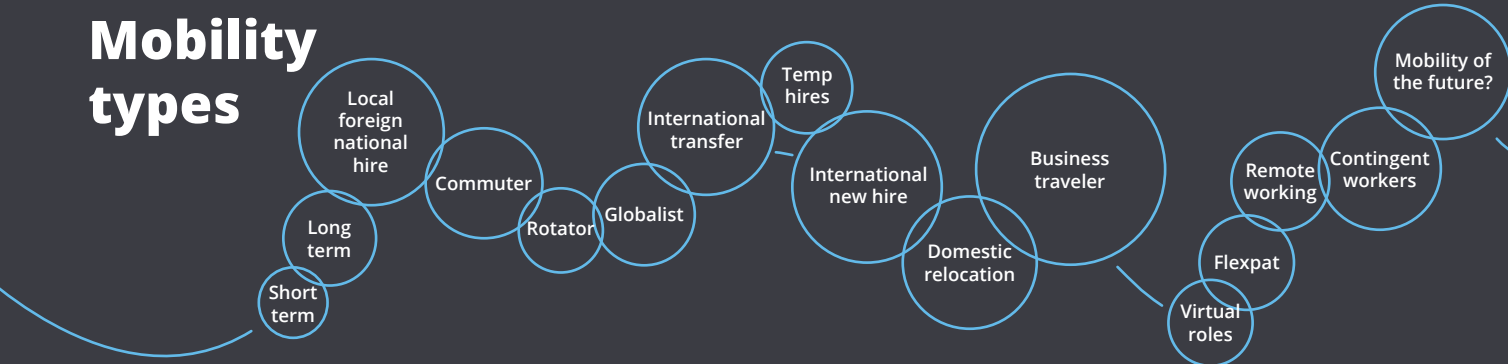 Mobility
types
Short
term
Long
term
Local
foreign
national
hire
Commuter
Rotator
Globalist
International
transfer
Temp
hires
International
new hire
Domestic
relocation
Business
traveler
Virtual
roles
Flexpat
Remote
working
Contingent
workers
Mobility of
the future?